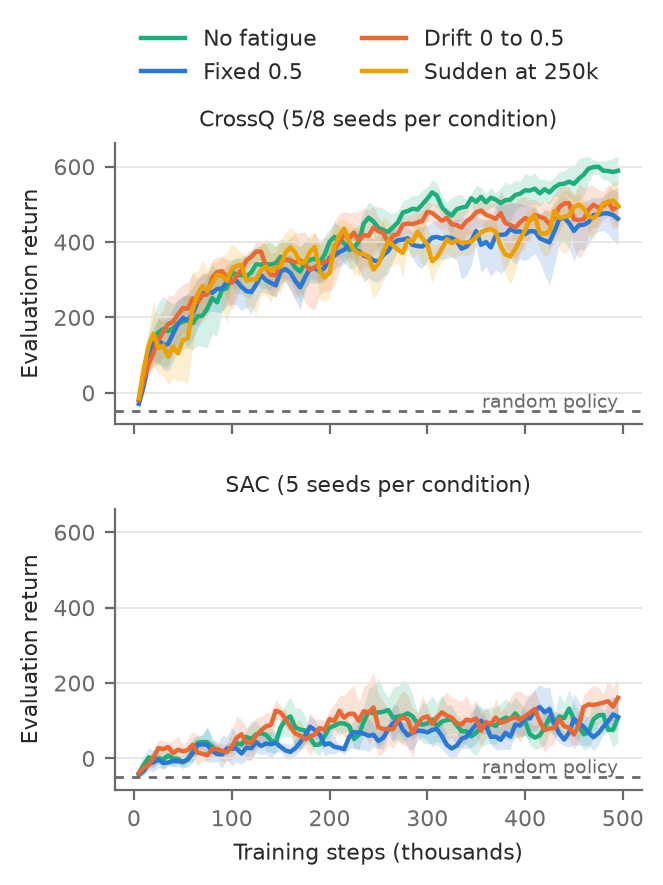 No fatigue
Drift 0 to 0.5
Fixed 0.5
Sudden at 250k
CrossQ (5/8 seeds per condition)
Evaluation return
600
400
200
0
random policy
SAC (5 seeds per condition)
Evaluation return
600
400
200
0
random policy
0 100 200 300 400 500
Training steps (thousands)